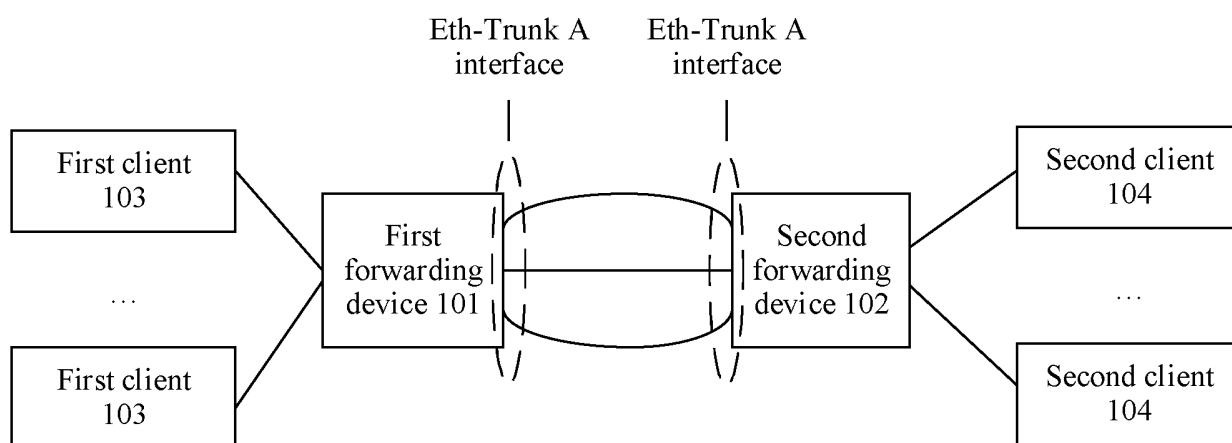 Eth-Trunk A
interface
Eth-Trunk A
interface
First client
103
First
forwarding
device 101
Second
forwarding
device 102
Second client
104
...
...
First client
103
Second client
104